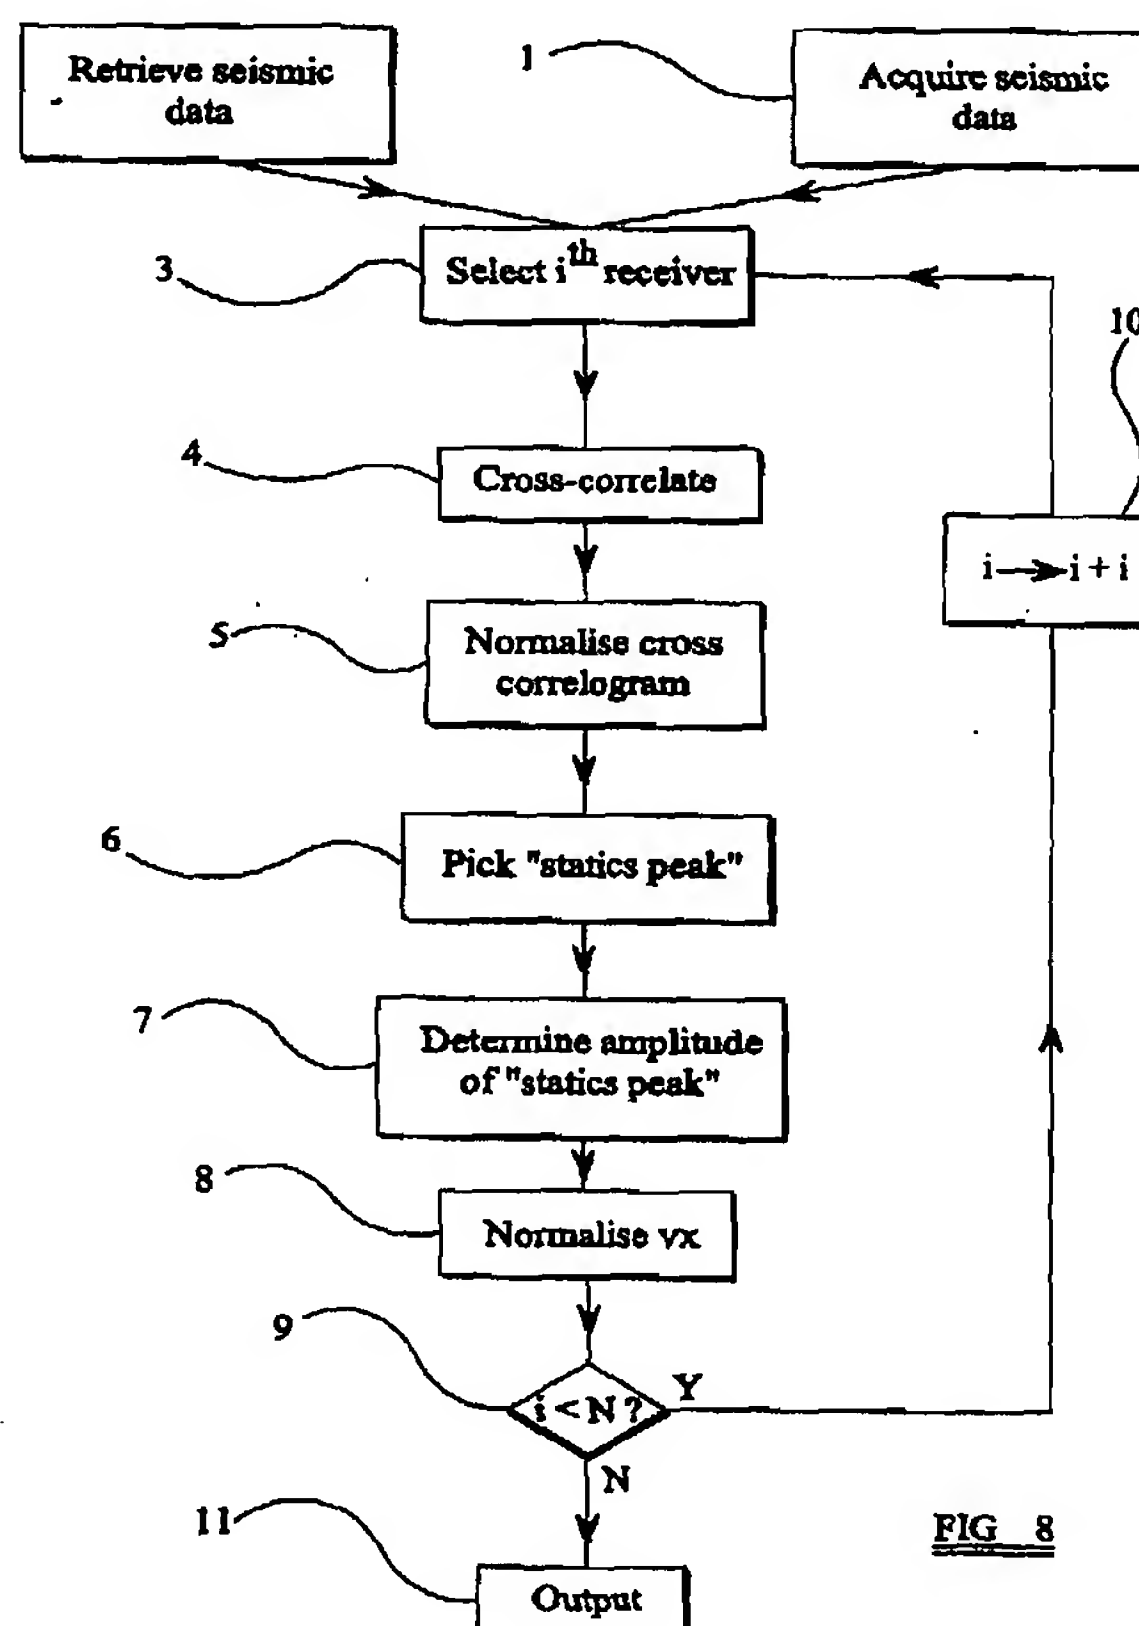 Retrieve seismic
data
1
Acquire seismic
data
3
Select i^th receiver
10
4
Cross-correlate
i→i + i
5
Normalise cross
correlogram
6
Pick "statics peak"
7
Determine amplitude
of "statics peak"
8
Normalise vx
9
i < N ?
Y
N
11
Output
FIG 8